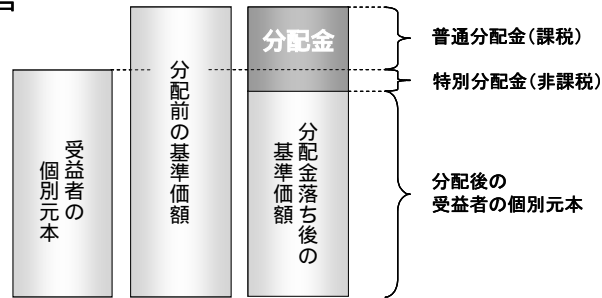 受益者の
個別元本
分配前の基準価額
分配金
分配金落ち後の
基準価額
普通分配金(課税)
特別分配金(非課税)
分配後の
受益者の個別元本